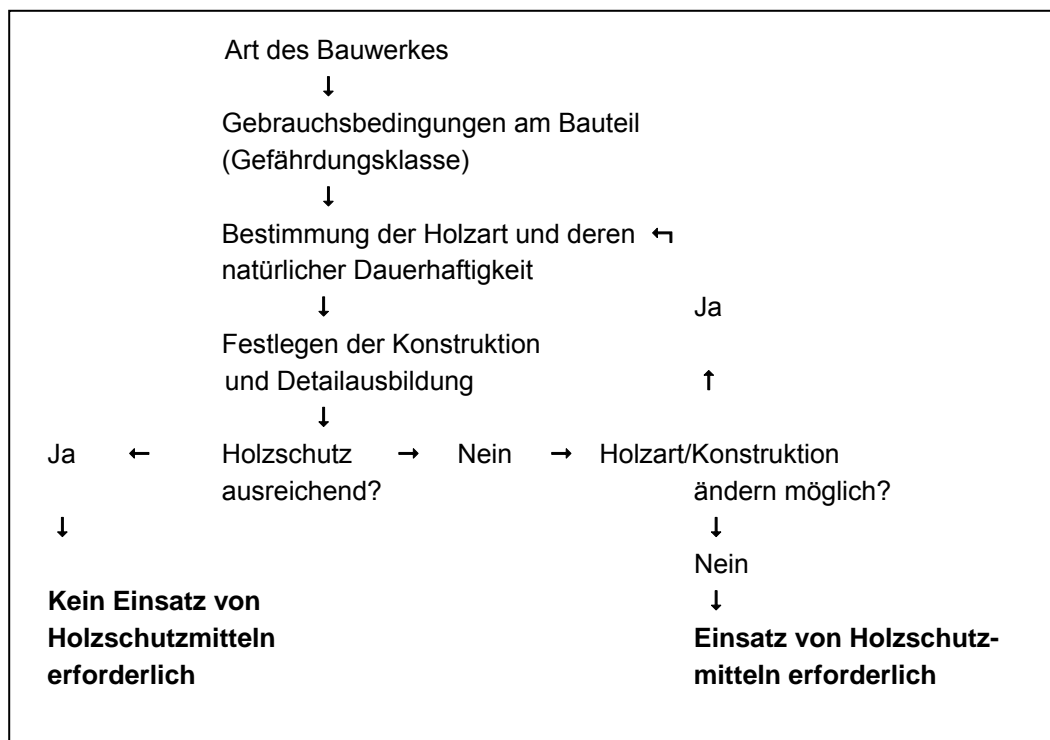 Art des Bauwerkes
↓
Gebrauchsbedingungen am Bauteil
(Gefährdungsklasse)
↓
Bestimmung der Holzart und deren ↰
natürlicher Dauerhaftigkeit
↓ Ja
Festlegen der Konstruktion
und Detailausbildung ↑
↓
Ja ← Holzschutz → Nein → Holzart/Konstruktion
ausreichend? ändern möglich?
↓ ↓
Nein
Kein Einsatz von ↓
Holzschutzmitteln Einsatz von Holzschutz-
erforderlich mitteln erforderlich